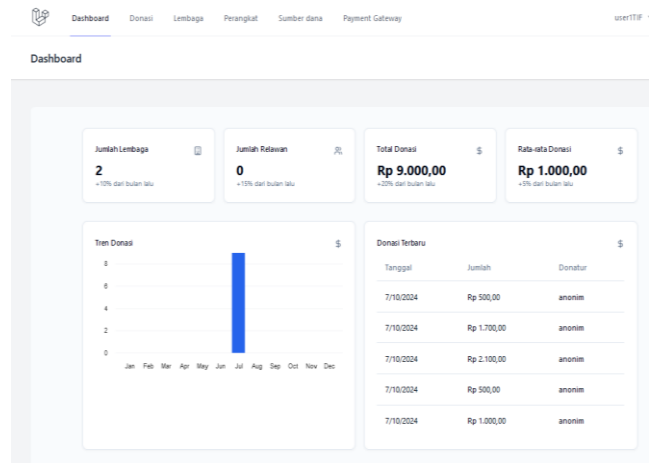 Dashboard Donasi Lembaga Perangkat Sumber dana Payment Gateway user1TIF
Dashboard
Jumlah Lembaga
2
+10% dari bulan lalu
Jumlah Relawan
0
+15% dari bulan lalu
Total Donasi $
Rp 9.000,00
+20% dari bulan lalu
Rata-rata Donasi $
Rp 1.000,00
+5% dari bulan lalu
Tren Donasi $
8
6
4
2
0
Jan Feb Mar Apr May Jun Jul Aug Sep Oct Nov Dec
Donasi Terbaru $
Tanggal Jumlah Donatur
7/10/2024 Rp 500,00 anonim
7/10/2024 Rp 1.700,00 anonim
7/10/2024 Rp 2.100,00 anonim
7/10/2024 Rp 500,00 anonim
7/10/2024 Rp 1.000,00 anonim